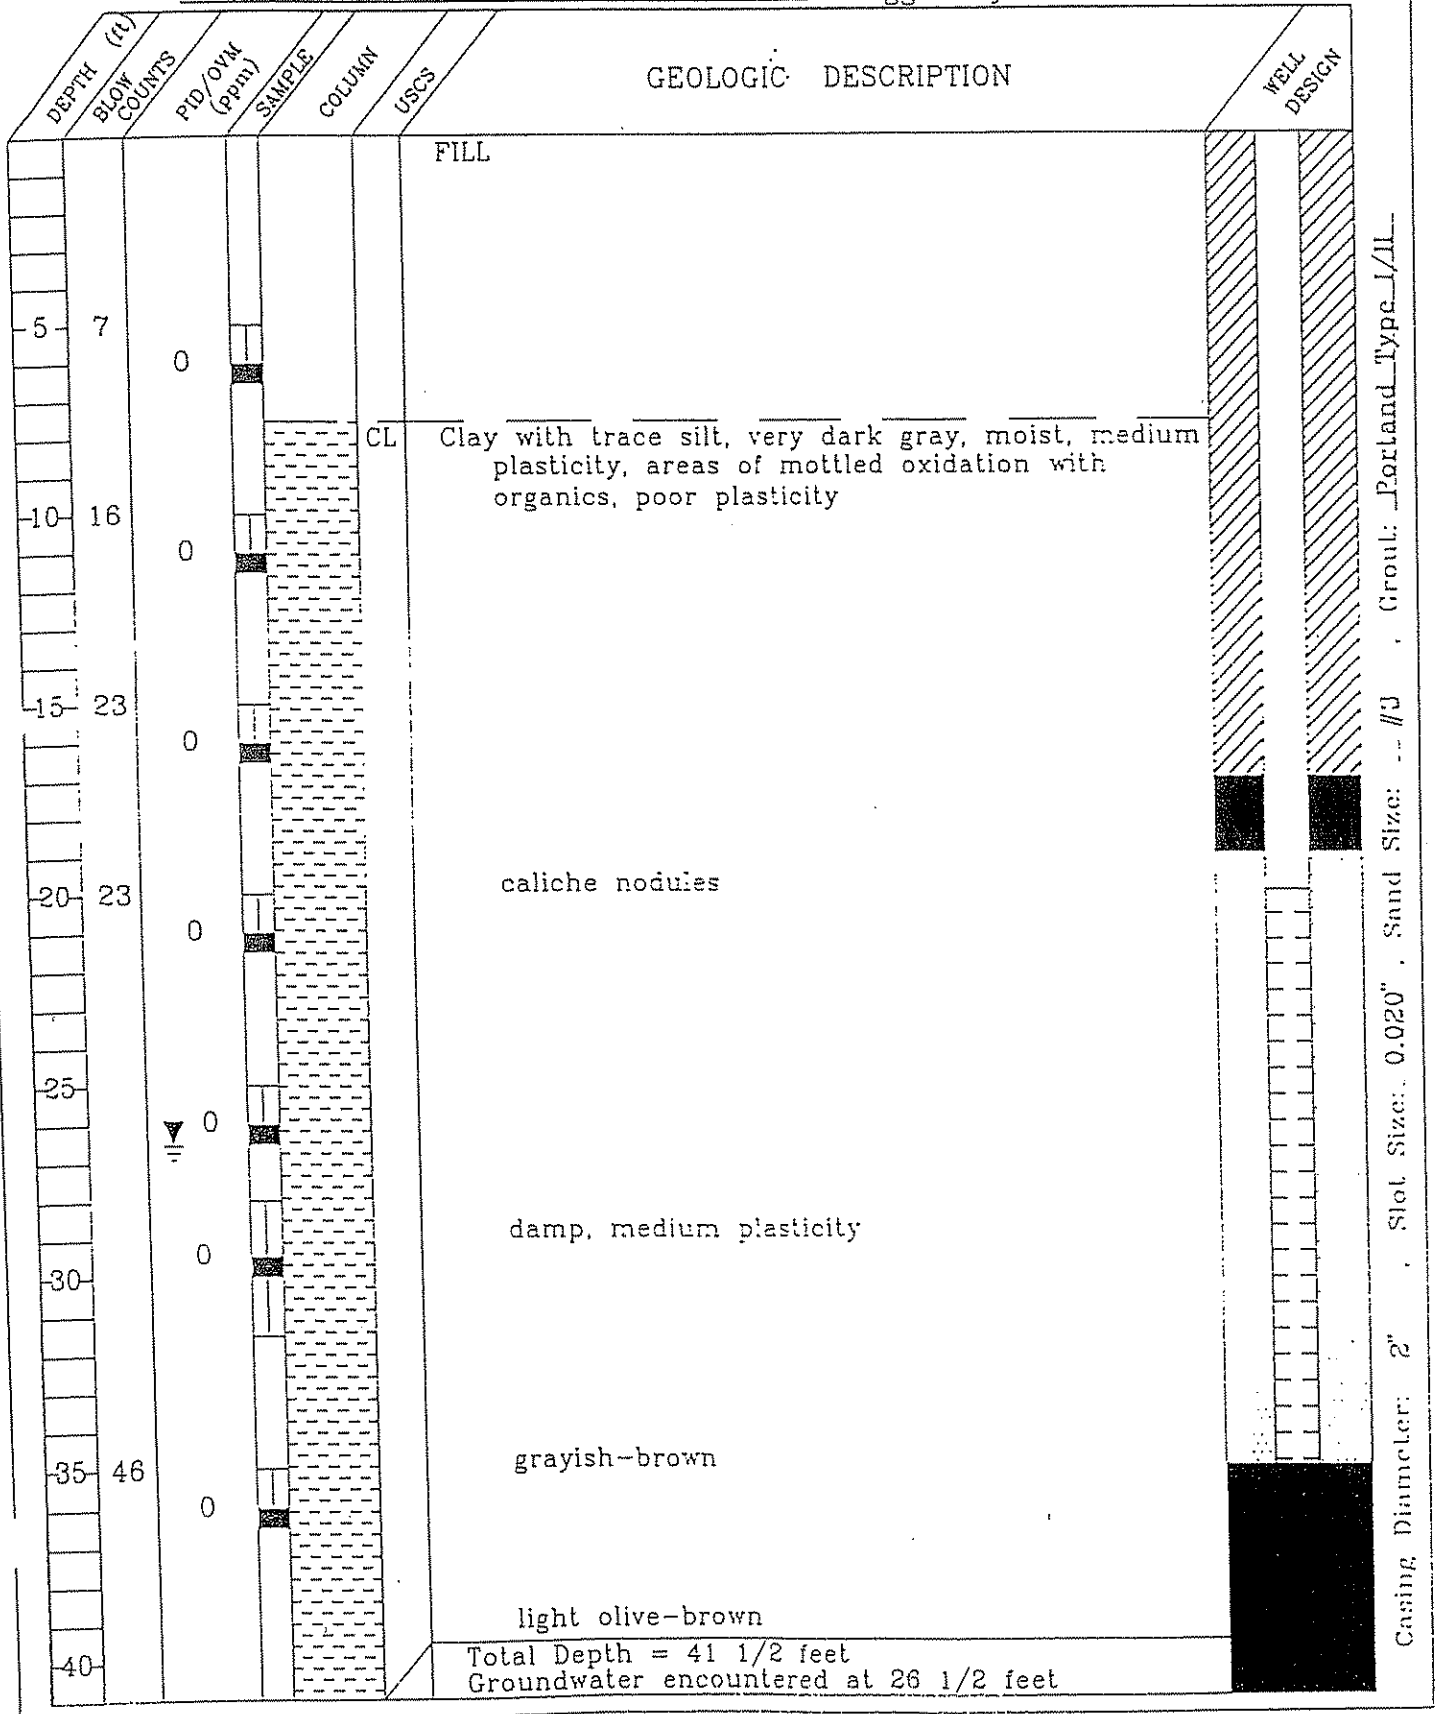 DEPTH (ft)
BLOW COUNTS
PID/OVM (ppm)
SAMPLE
COLUMN
USCS
GEOLOGIC DESCRIPTION
WELL DESIGN
FILL
5 7
0
CL Clay with trace silt, very dark gray, moist, medium
plasticity, areas of mottled oxidation with
organics, poor plasticity
10 16
0
15 23
0
caliche nodules
20 23
0
25
0
damp, medium plasticity
0
30
grayish-brown
35 46
0
light olive-brown
Total Depth = 41 1/2 feet
40
Groundwater encountered at 26 1/2 feet
Casing Diameter: 2" , Slot Size: 0.020" , Sand Size: #3 , Grout: Portland Type I/II